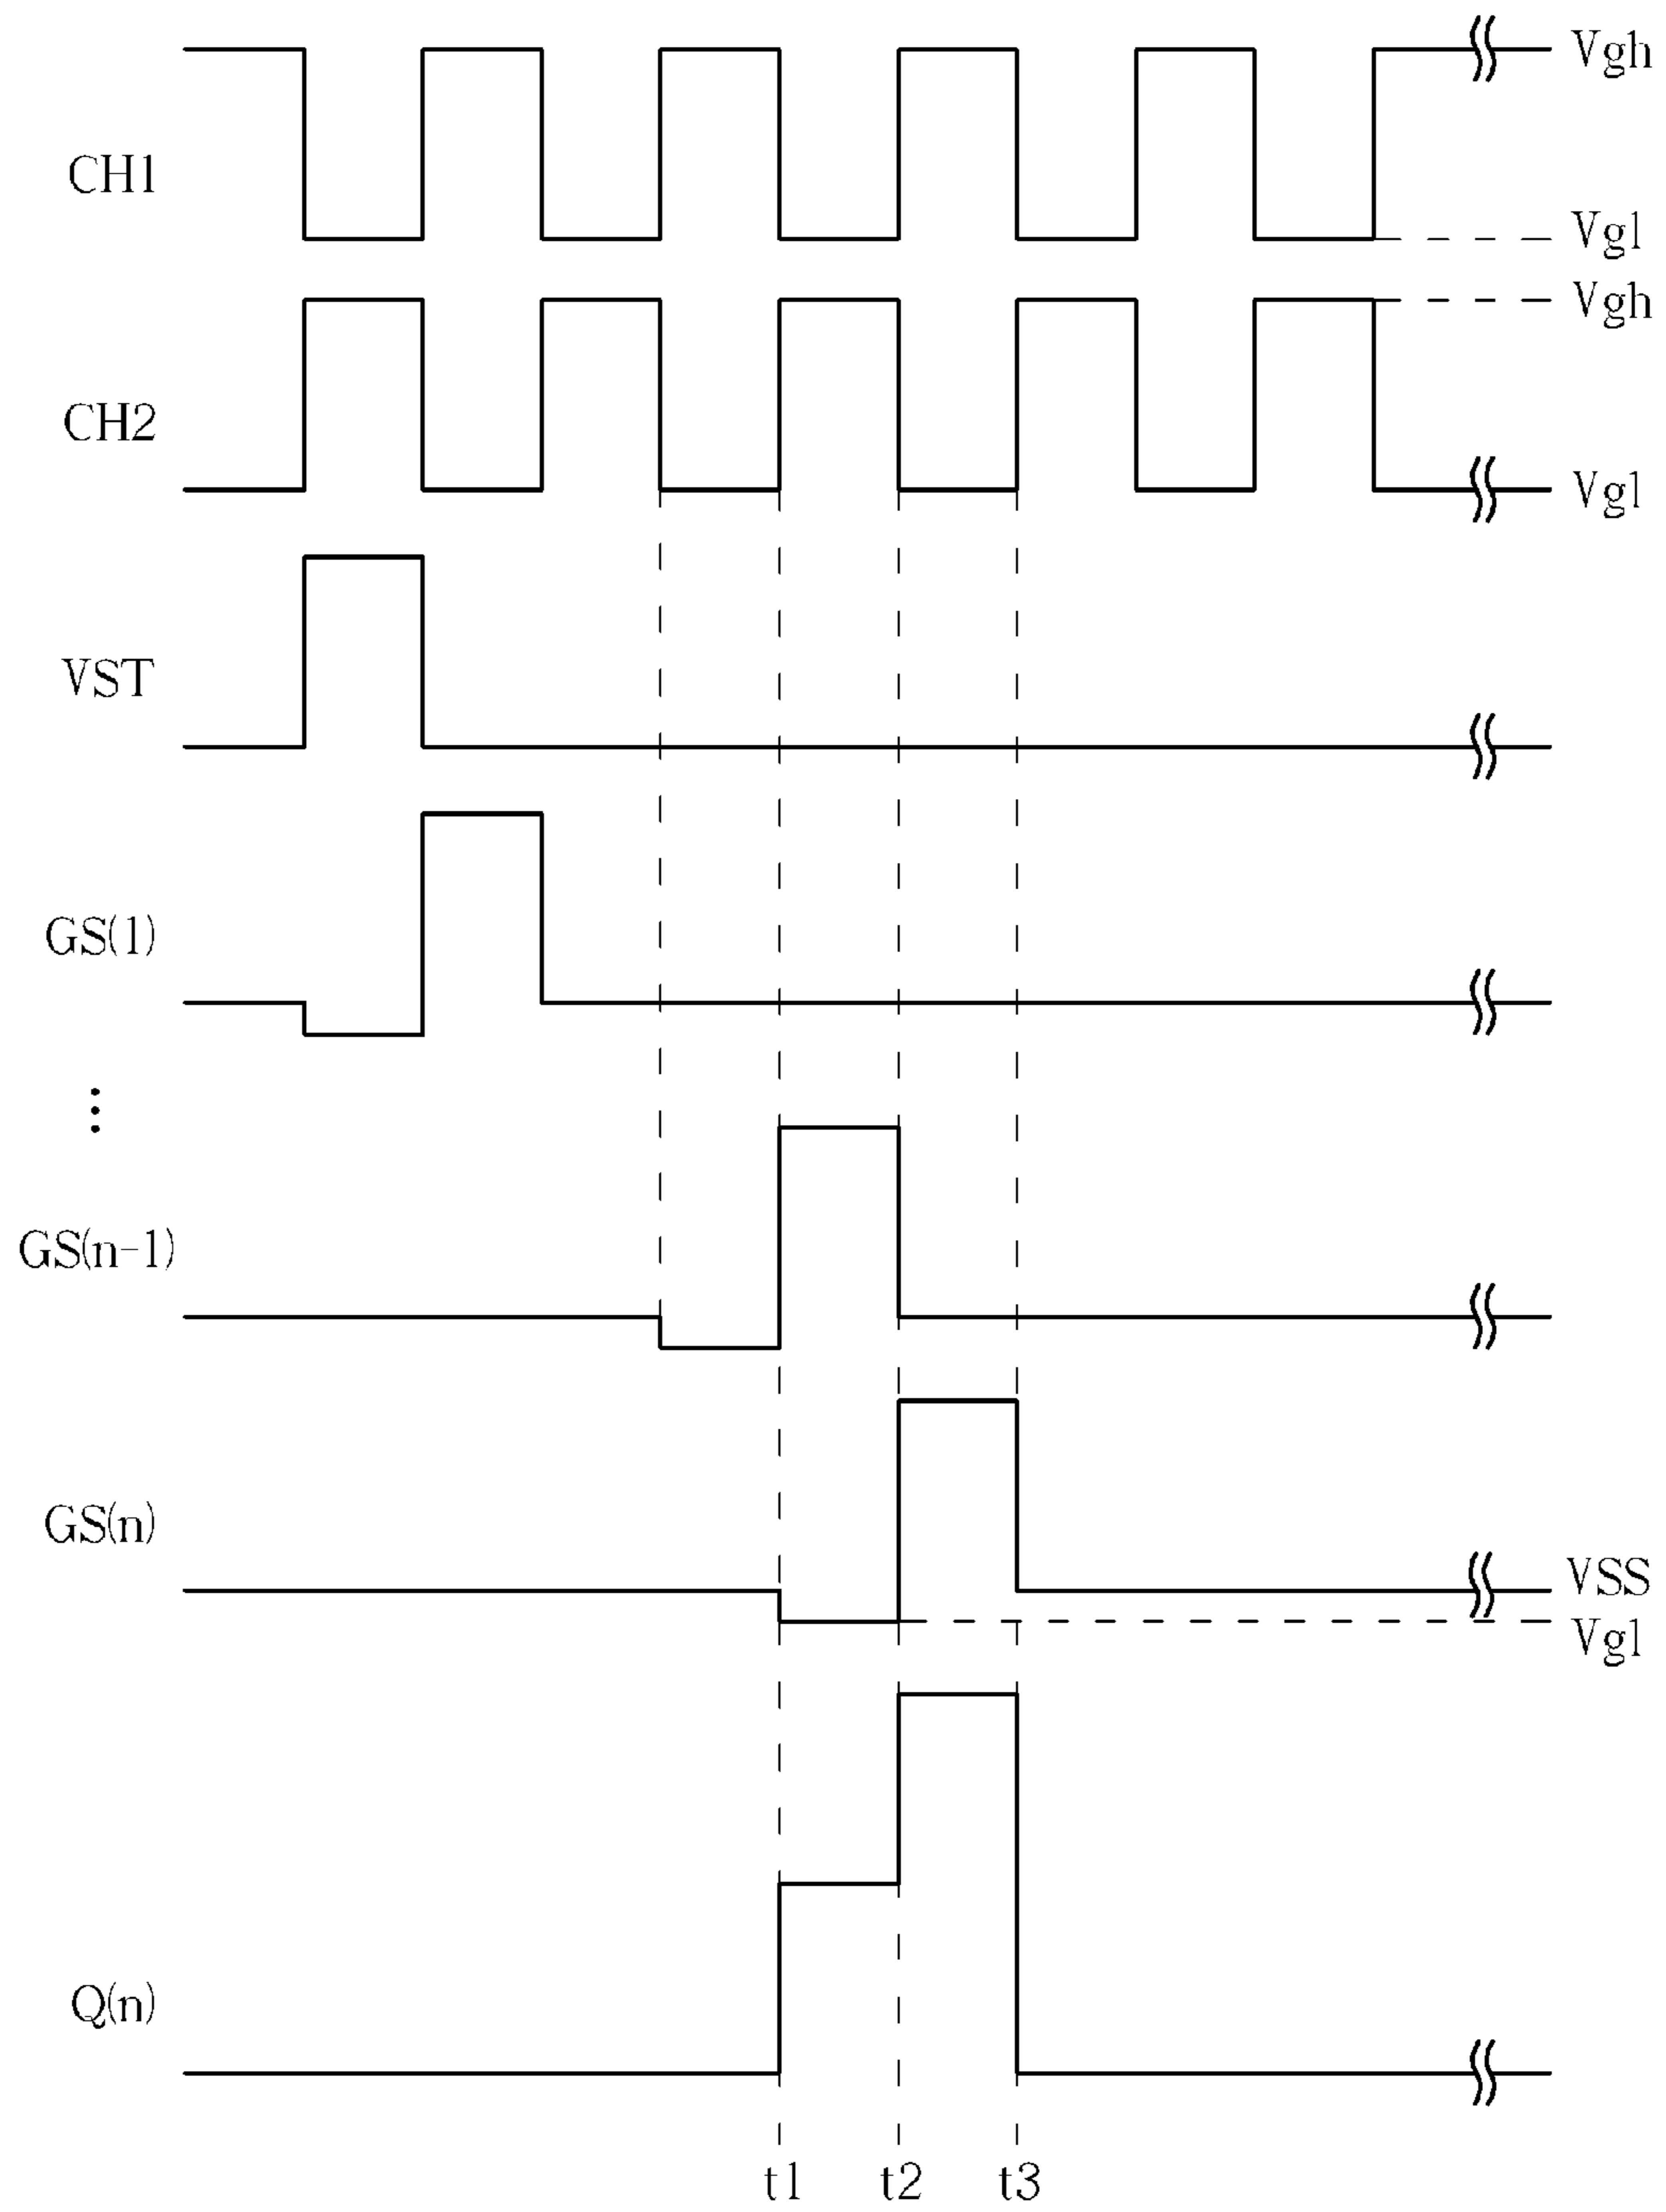 Vgh
CH1
Vgl
Vgh
CH2
Vgl
VST
GS(1)
GS(n-1)
GS(n)
VSS
Vgl
Q(n)
t1 t2 t3